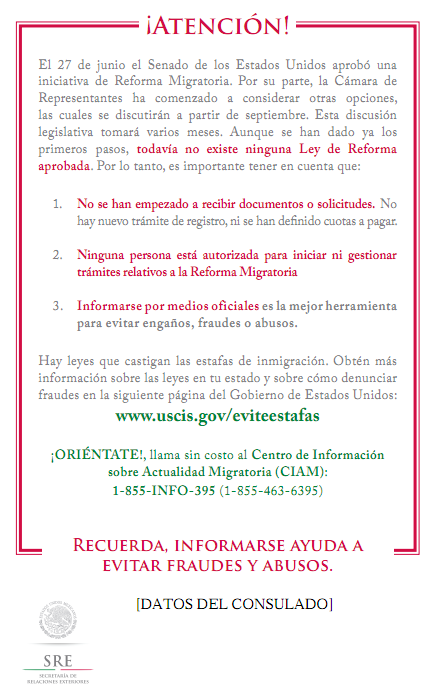 ¡ATENCIÓN!
El 27 de junio el Senado de los Estados Unidos aprobó una
iniciativa de Reforma Migratoria. Por su parte, la Cámara de
Representantes ha comenzado a considerar otras opciones,
las cuales se discutirán a partir de septiembre. Esta discusión
legislativa tomará varios meses. Aunque se han dado ya los
primeros pasos, todavía no existe ninguna Ley de Reforma
aprobada. Por lo tanto, es importante tener en cuenta que:
1. No se han empezado a recibir documentos o solicitudes. No
hay nuevo trámite de registro, ni se han definido cuotas a pagar.
2. Ninguna persona está autorizada para iniciar ni gestionar
trámites relativos a la Reforma Migratoria
3. Informarse por medios oficiales es la mejor herramienta
para evitar engaños, fraudes o abusos.
Hay leyes que castigan las estafas de inmigración. Obtén más
información sobre las leyes en tu estado y sobre cómo denunciar
fraudes en la siguiente página del Gobierno de Estados Unidos:
www.uscis.gov/eviteestafas
¡ORIÉNTATE!, llama sin costo al Centro de Información
sobre Actualidad Migratoria (CIAM):
1-855-INFO-395 (1-855-463-6395)
RECUERDA, INFORMARSE AYUDA A
EVITAR FRAUDES Y ABUSOS.
[DATOS DEL CONSULADO]
SRE
SECRETARÍA DE
RELACIONES EXTERIORES